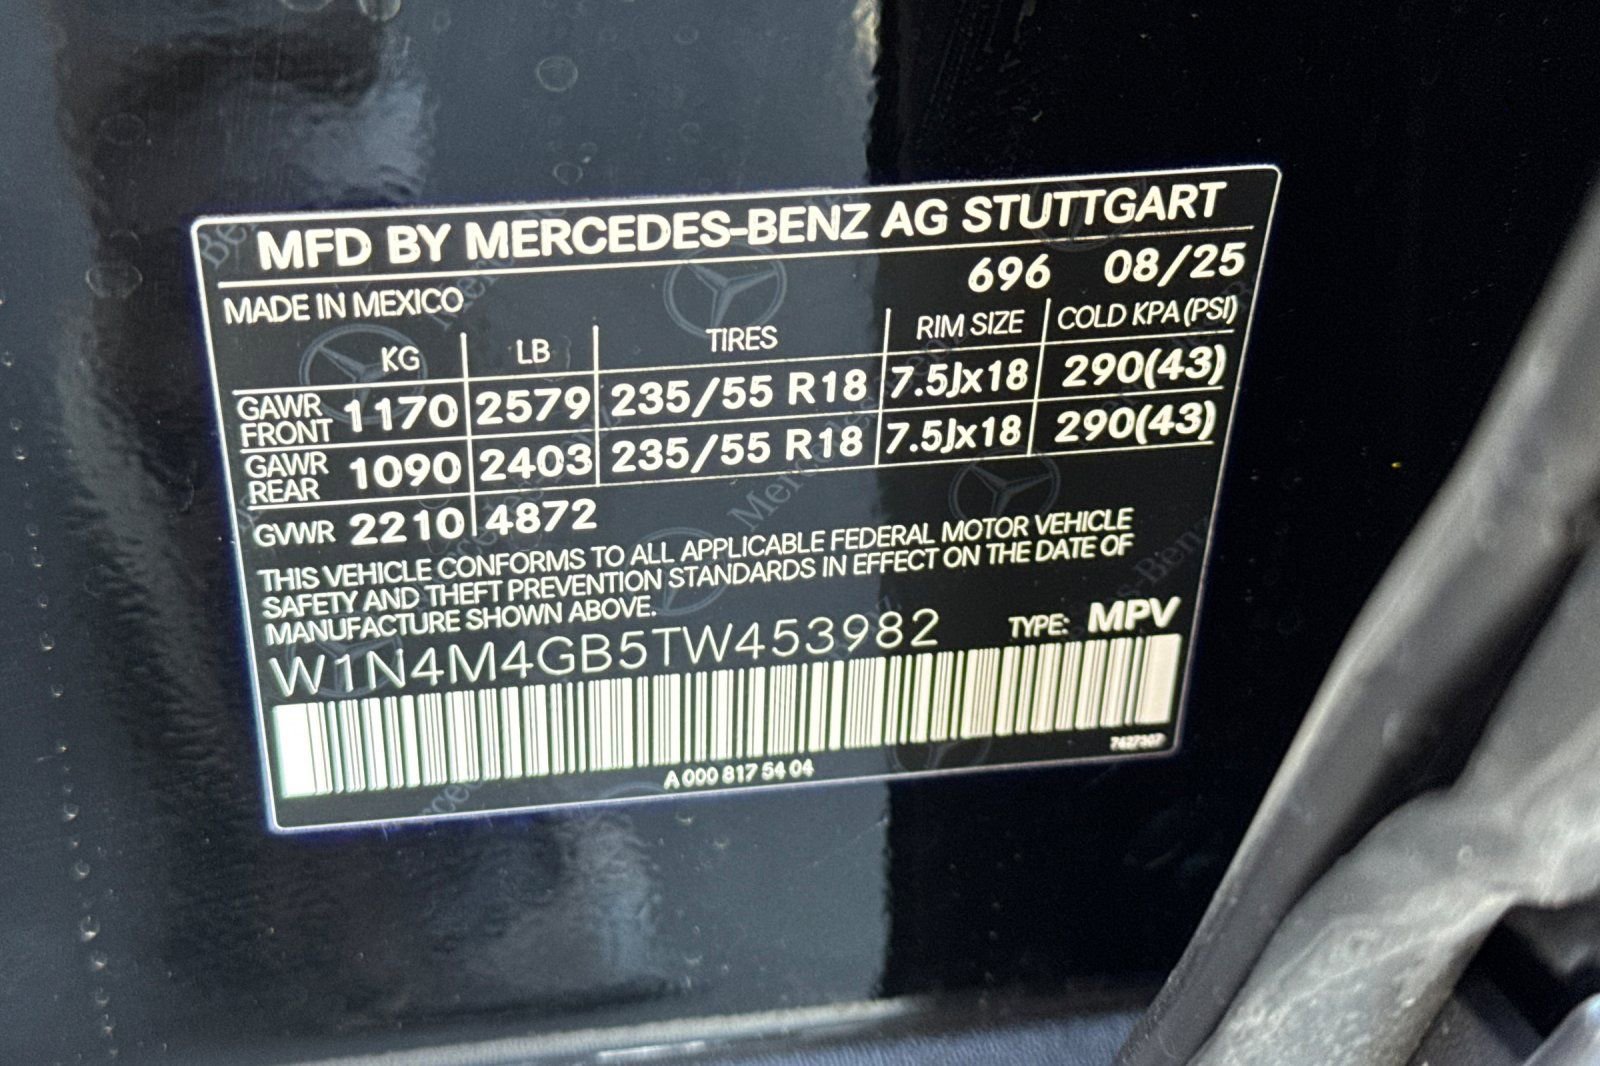 MFD BY MERCEDES-BENZ AG STUTTGART
696 08/25
MADE IN MEXICO
KG LB TIRES RIM SIZE COLD KPA (PSI)
GAWR FRONT 1170 2579 235/55 R18 7.5Jx18 290(43)
GAWR REAR 1090 2403 235/55 R18 7.5Jx18 290(43)
GVWR 2210 4872
THIS VEHICLE CONFORMS TO ALL APPLICABLE FEDERAL MOTOR VEHICLE
SAFETY AND THEFT PREVENTION STANDARDS IN EFFECT ON THE DATE OF
MANUFACTURE SHOWN ABOVE.
W1N4M4GB5TW453982 TYPE: MPV
7427307
A 000 817 54 04